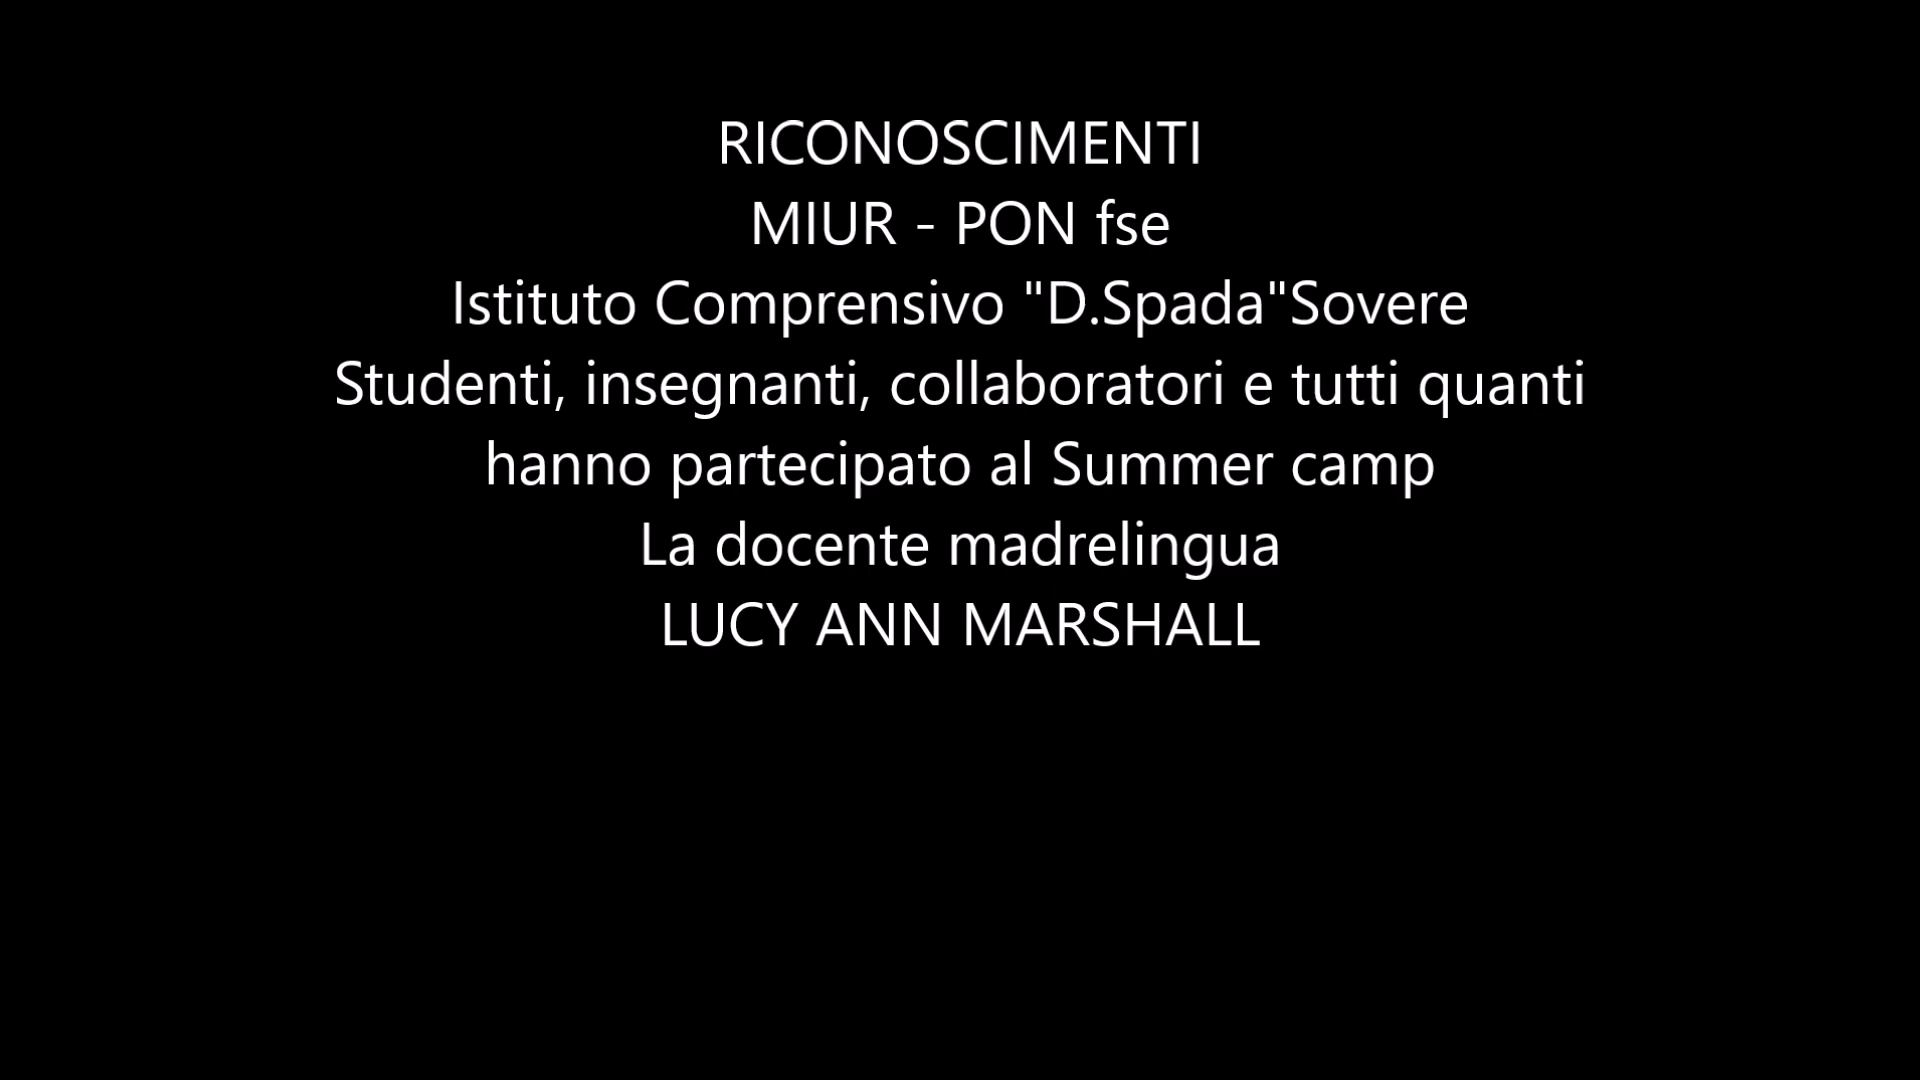 RICONOSCIMENTI
MIUR - PON fse
Istituto Comprensivo "D.Spada"Sovere
Studenti, insegnanti, collaboratori e tutti quanti
hanno partecipato al Summer camp
La docente madrelingua
LUCY ANN MARSHALL